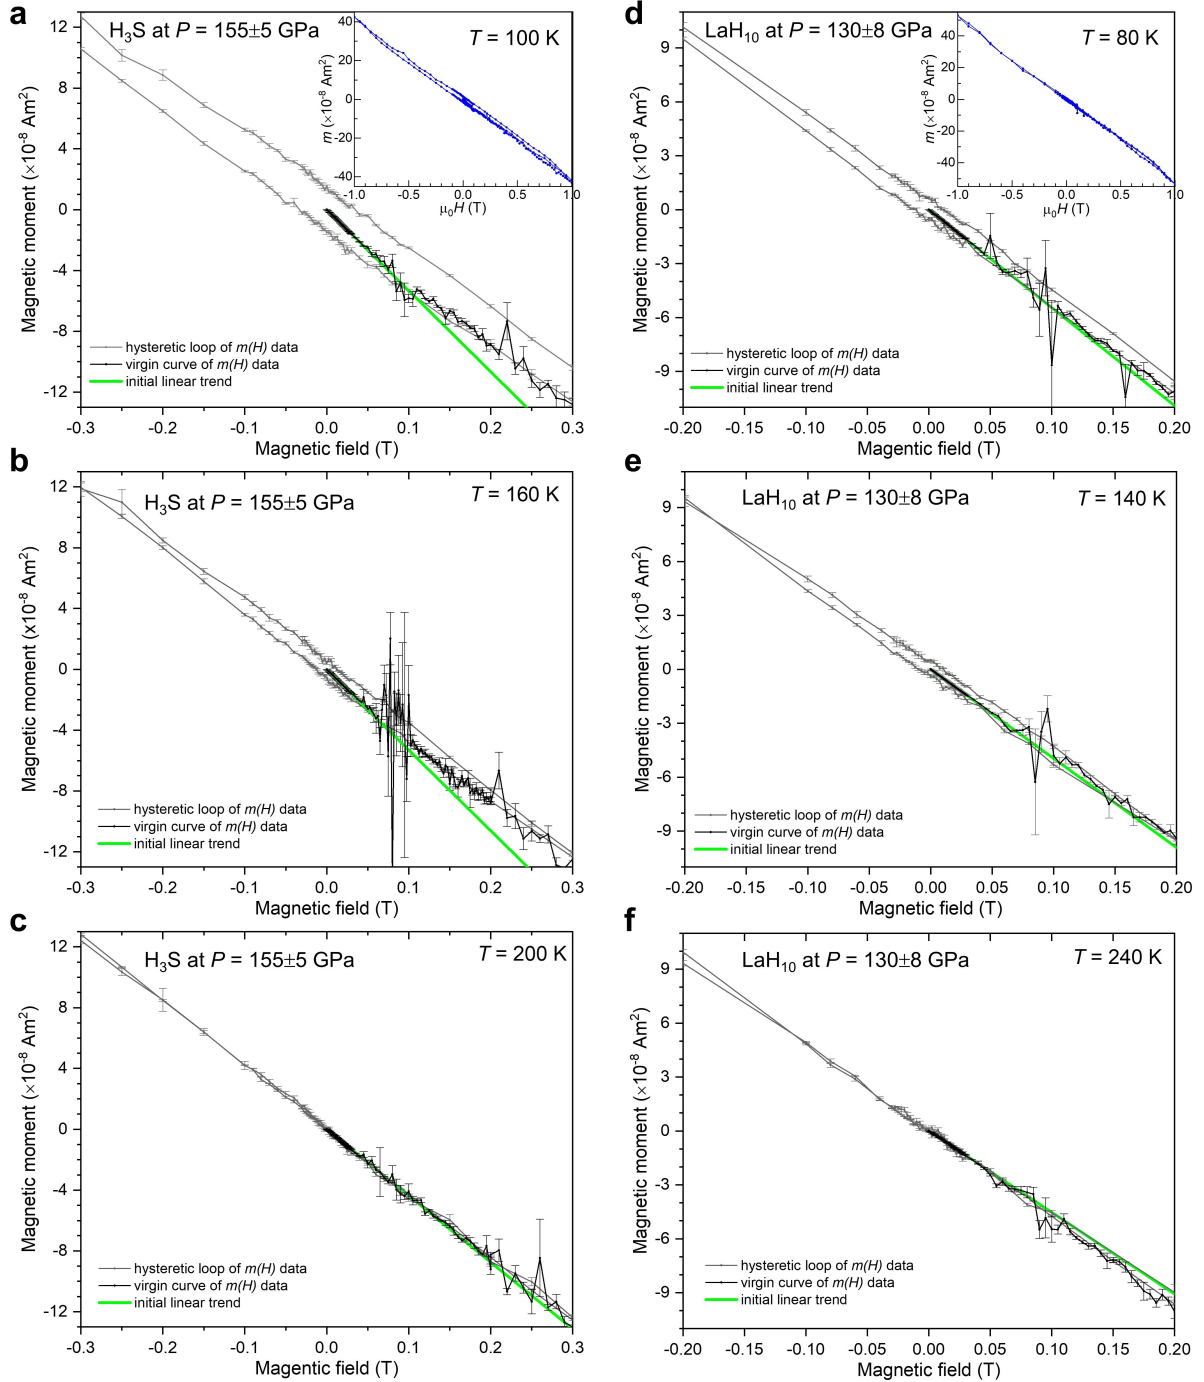 a
H₃S at P = 155±5 GPa
T = 100 K
40
20
0
-20
-40
m (×10⁻⁸ Am²)
-1.0 -0.5 0.0 0.5 1.0
μ₀H (T)
12
8
4
0
-4
-8
-12
Magnetic moment (×10⁻⁸ Am²)
hysteretic loop of m(H) data
virgin curve of m(H) data
initial linear trend
-0.3 -0.2 -0.1 0.0 0.1 0.2 0.3
Magnetic field (T)
d
LaH₁₀ at P = 130±8 GPa
T = 80 K
40
20
0
-20
-40
m (×10⁻⁸ Am²)
-1.0 -0.5 0.0 0.5 1.0
μ₀H (T)
9
6
3
0
-3
-6
-9
Magnetic moment (×10⁻⁸ Am²)
hysteretic loop of m(H) data
virgin curve of m(H) data
initial linear trend
-0.20 -0.15 -0.10 -0.05 0.00 0.05 0.10 0.15 0.20
Magentic field (T)
b
H₃S at P = 155±5 GPa
T = 160 K
12
8
4
0
-4
-8
-12
Magnetic moment (x10⁻⁸ Am²)
hysteretic loop of m(H) data
virgin curve of m(H) data
initial linear trend
-0.3 -0.2 -0.1 0.0 0.1 0.2 0.3
Magnetic field (T)
e
LaH₁₀ at P = 130±8 GPa
T = 140 K
9
6
3
0
-3
-6
-9
Magnetic moment (×10⁻⁸ Am²)
hysteretic loop of m(H) data
virgin curve of m(H) data
initial linear trend
-0.20 -0.15 -0.10 -0.05 0.00 0.05 0.10 0.15 0.20
Magnetic field (T)
c
H₃S at P = 155±5 GPa
T = 200 K
12
8
4
0
-4
-8
-12
Magnetic moment (×10⁻⁸ Am²)
hysteretic loop of m(H) data
virgin curve of m(H) data
initial linear trend
-0.3 -0.2 -0.1 0.0 0.1 0.2 0.3
Magentic field (T)
f
LaH₁₀ at P = 130±8 GPa
T = 240 K
9
6
3
0
-3
-6
-9
Magnetic moment (×10⁻⁸ Am²)
hysteretic loop of m(H) data
virgin curve of m(H) data
initial linear trend
-0.20 -0.15 -0.10 -0.05 0.00 0.05 0.10 0.15 0.20
Magnetic field (T)